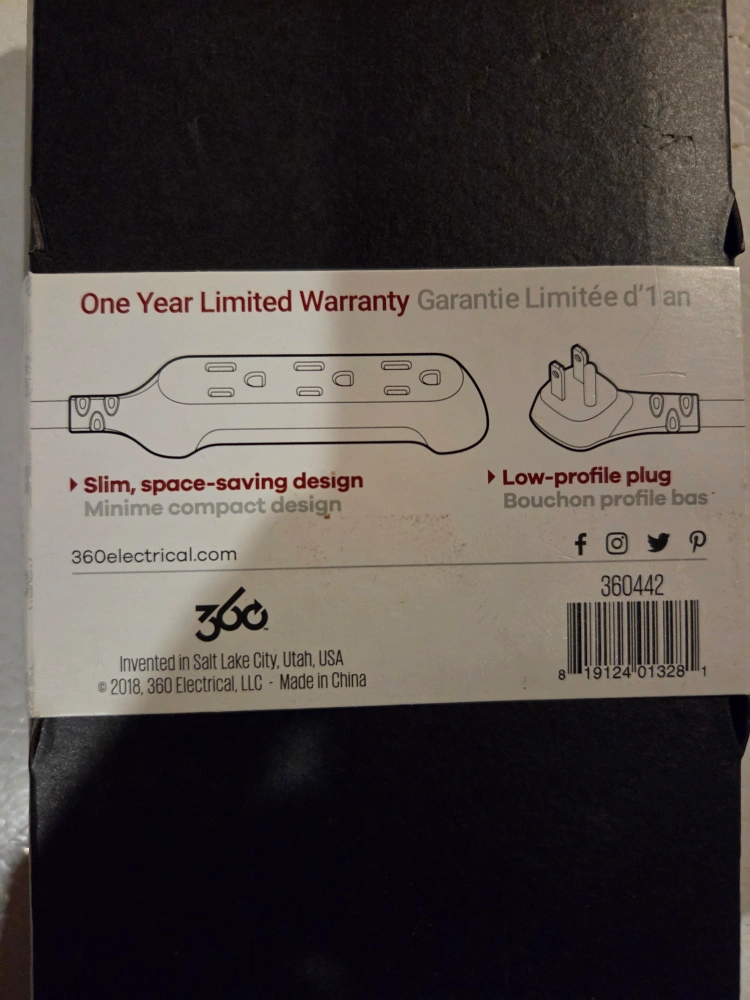 One Year Limited Warranty Garantie Limitée d'1 an
Slim, space-saving design
Minime compact design
Low-profile plug
Bouchon profile bas
360electrical.com
360442
360
Invented in Salt Lake City, Utah, USA
© 2018, 360 Electrical, LLC - Made in China
8 19124 01328 1